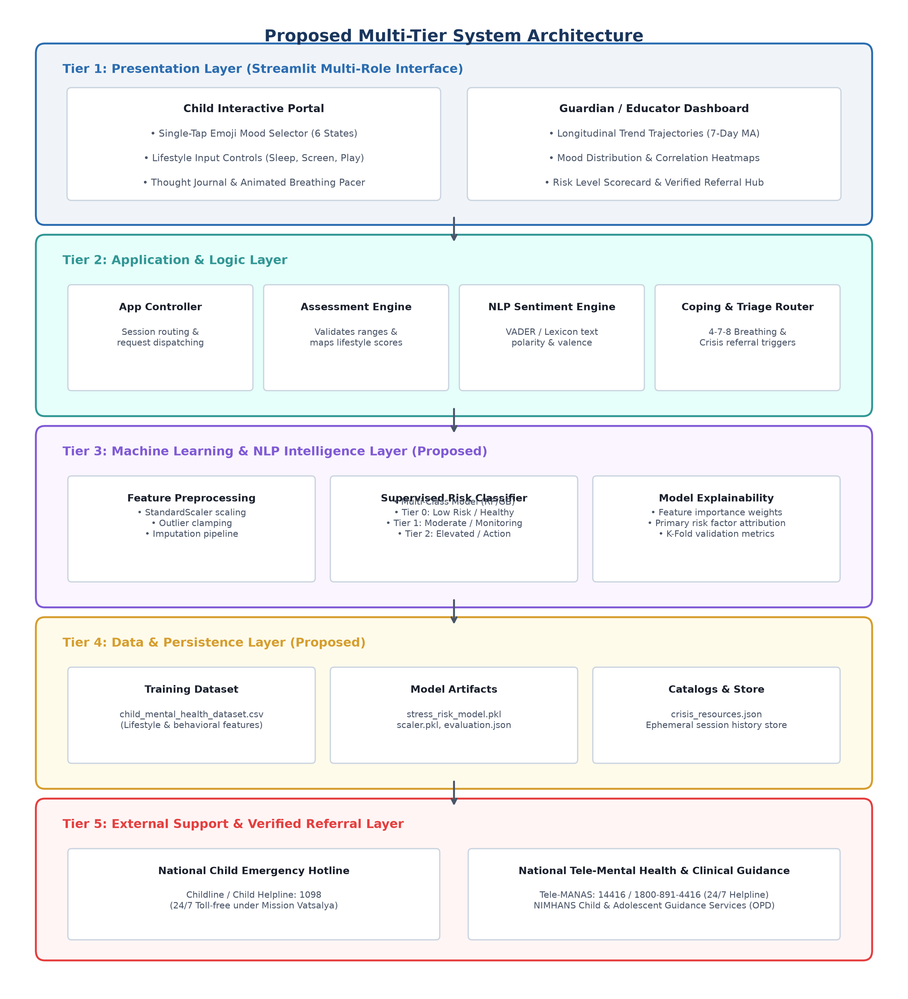 Proposed Multi-Tier System Architecture
Tier 1: Presentation Layer (Streamlit Multi-Role Interface)
Child Interactive Portal
• Single-Tap Emoji Mood Selector (6 States)
• Lifestyle Input Controls (Sleep, Screen, Play)
• Thought Journal & Animated Breathing Pacer
Guardian / Educator Dashboard
• Longitudinal Trend Trajectories (7-Day MA)
• Mood Distribution & Correlation Heatmaps
• Risk Level Scorecard & Verified Referral Hub
Tier 2: Application & Logic Layer
App Controller
Session routing &
request dispatching
Assessment Engine
Validates ranges &
maps lifestyle scores
NLP Sentiment Engine
VADER / Lexicon text
polarity & valence
Coping & Triage Router
4-7-8 Breathing &
Crisis referral triggers
Tier 3: Machine Learning & NLP Intelligence Layer (Proposed)
Feature Preprocessing
• StandardScaler scaling
• Outlier clamping
• Imputation pipeline
Supervised Risk Classifier
• Multi-Class Model (RF/GB)
• Tier 0: Low Risk / Healthy
• Tier 1: Moderate / Monitoring
• Tier 2: Elevated / Action
Model Explainability
• Feature importance weights
• Primary risk factor attribution
• K-Fold validation metrics
Tier 4: Data & Persistence Layer (Proposed)
Training Dataset
child_mental_health_dataset.csv
(Lifestyle & behavioral features)
Model Artifacts
stress_risk_model.pkl
scaler.pkl, evaluation.json
Catalogs & Store
crisis_resources.json
Ephemeral session history store
Tier 5: External Support & Verified Referral Layer
National Child Emergency Hotline
Childline / Child Helpline: 1098
(24/7 Toll-free under Mission Vatsalya)
National Tele-Mental Health & Clinical Guidance
Tele-MANAS: 14416 / 1800-891-4416 (24/7 Helpline)
NIMHANS Child & Adolescent Guidance Services (OPD)